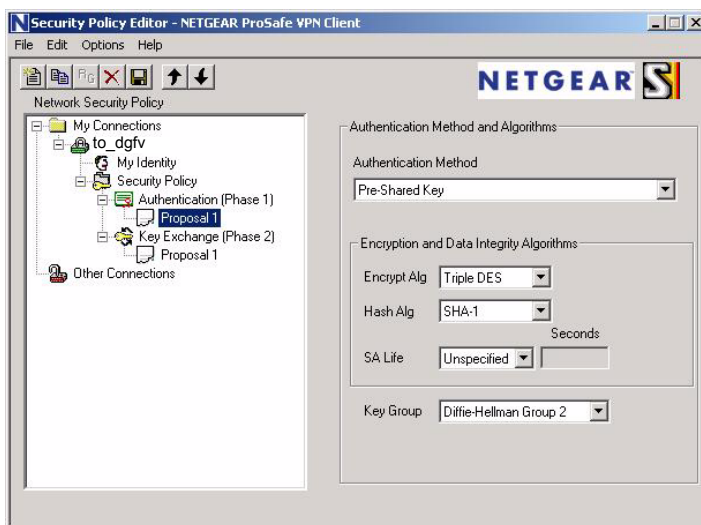 Security Policy Editor - NETGEAR ProSafe VPN Client
File Edit Options Help
NETGEAR
Network Security Policy
My Connections
to_dgfv
My Identity
Security Policy
Authentication (Phase 1)
Proposal 1
Key Exchange (Phase 2)
Proposal 1
Other Connections
Authentication Method and Algorithms
Authentication Method
Pre-Shared Key
Encryption and Data Integrity Algorithms
Encrypt Alg Triple DES
Hash Alg SHA-1
Seconds
SA Life Unspecified
Key Group Diffie-Hellman Group 2